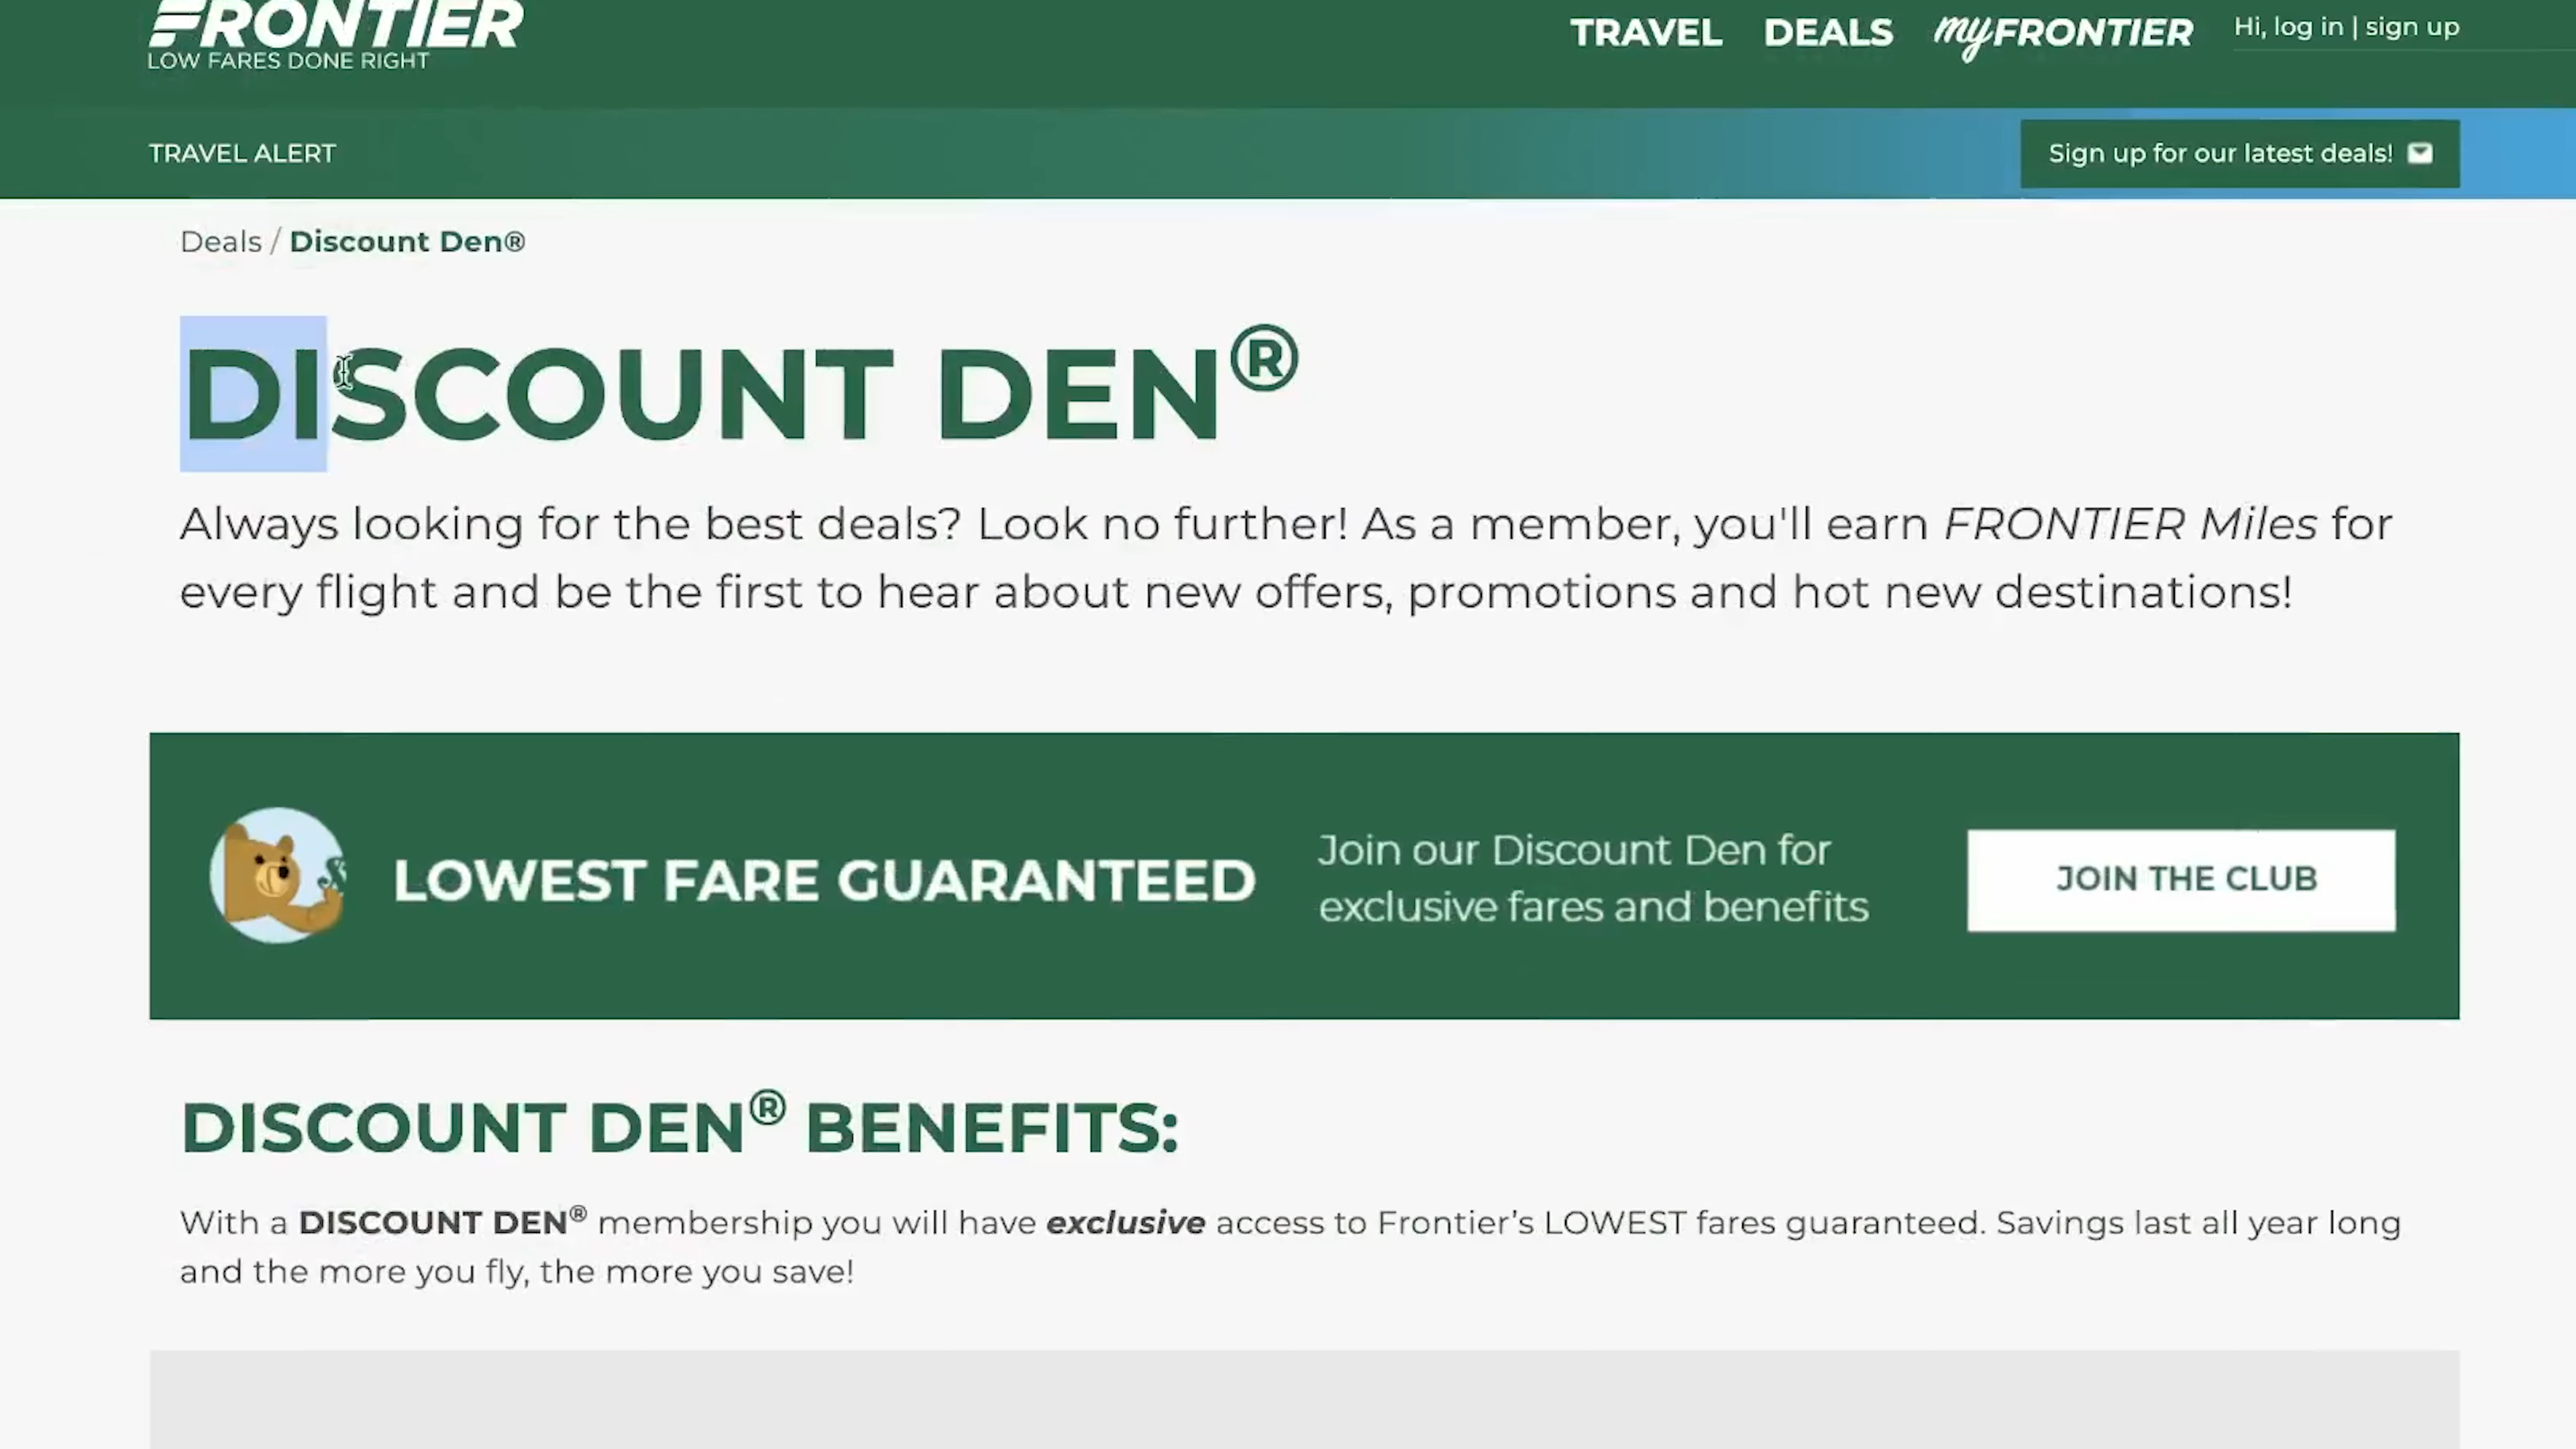 FRONTIER
LOW FARES DONE RIGHT
TRAVEL DEALS myFRONTIER Hi, log in | sign up
TRAVEL ALERT
Sign up for our latest deals!
Deals / Discount Den®
DISCOUNT DEN®
Always looking for the best deals? Look no further! As a member, you'll earn FRONTIER Miles for
every flight and be the first to hear about new offers, promotions and hot new destinations!
LOWEST FARE GUARANTEED
Join our Discount Den for
exclusive fares and benefits
JOIN THE CLUB
DISCOUNT DEN® BENEFITS:
With a DISCOUNT DEN® membership you will have exclusive access to Frontier’s LOWEST fares guaranteed. Savings last all year long
and the more you fly, the more you save!